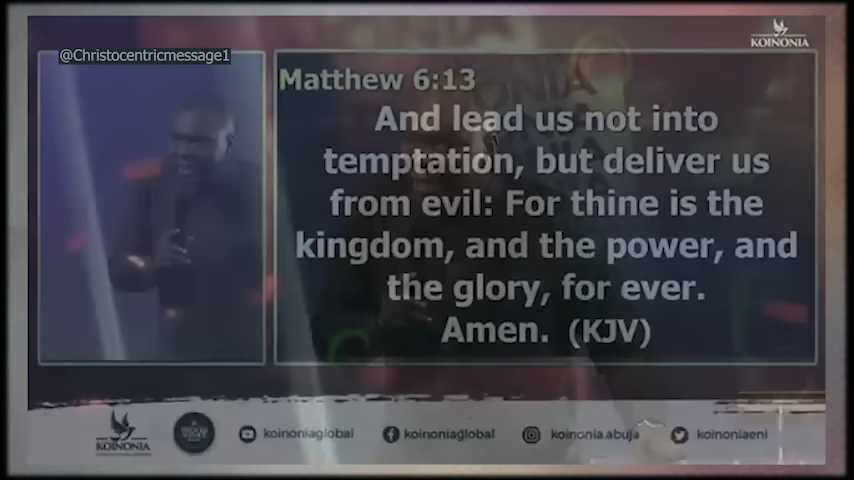 @Christocentricmessage1
KOINONIA
Matthew 6:13
And lead us not into
temptation, but deliver us
from evil: For thine is the
kingdom, and the power, and
the glory, for ever.
Amen. (KJV)
KOINONIA
koinoniaglobal
koinoniaglobal
koinonia.abuja
koinoniaeni